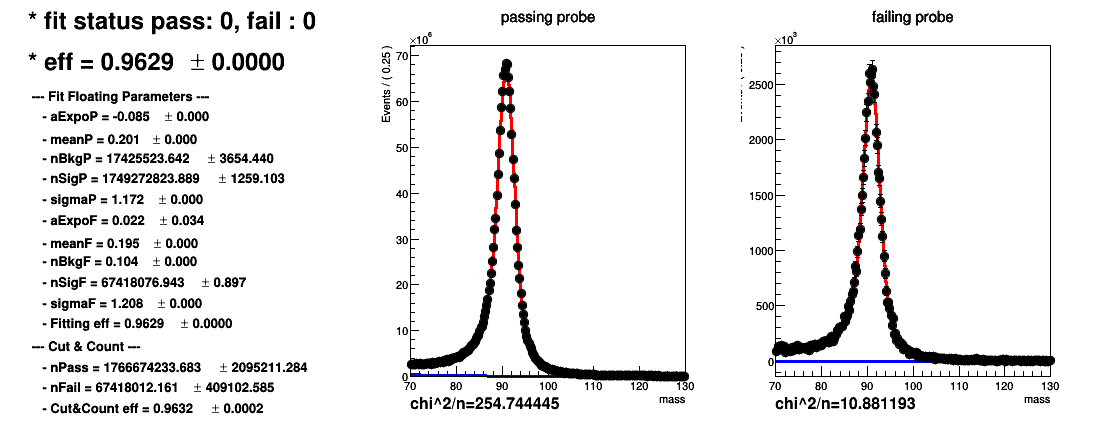 * fit status pass: 0, fail : 0
* eff = 0.9629 ± 0.0000
--- Fit Floating Parameters ---
- aExpoP = -0.085 ± 0.000
- meanP = 0.201 ± 0.000
- nBkgP = 17425523.642 ± 3654.440
- nSigP = 1749272823.889 ± 1259.103
- sigmaP = 1.172 ± 0.000
- aExpoF = 0.022 ± 0.034
- meanF = 0.195 ± 0.000
- nBkgF = 0.104 ± 0.000
- nSigF = 67418076.943 ± 0.897
- sigmaF = 1.208 ± 0.000
- Fitting eff = 0.9629 ± 0.0000
--- Cut & Count ---
- nPass = 1766674233.683 ± 2095211.284
- nFail = 67418012.161 ± 409102.585
- Cut&Count eff = 0.9632 ± 0.0002
passing probe
×10⁶
Events / ( 0.25 )
70
60
50
40
30
20
10
0
70 80 90 100 110 120 130
mass
chi^2/n=254.744445
failing probe
×10³
2500
2000
1500
1000
500
0
70 80 90 100 110 120 130
mass
chi^2/n=10.881193